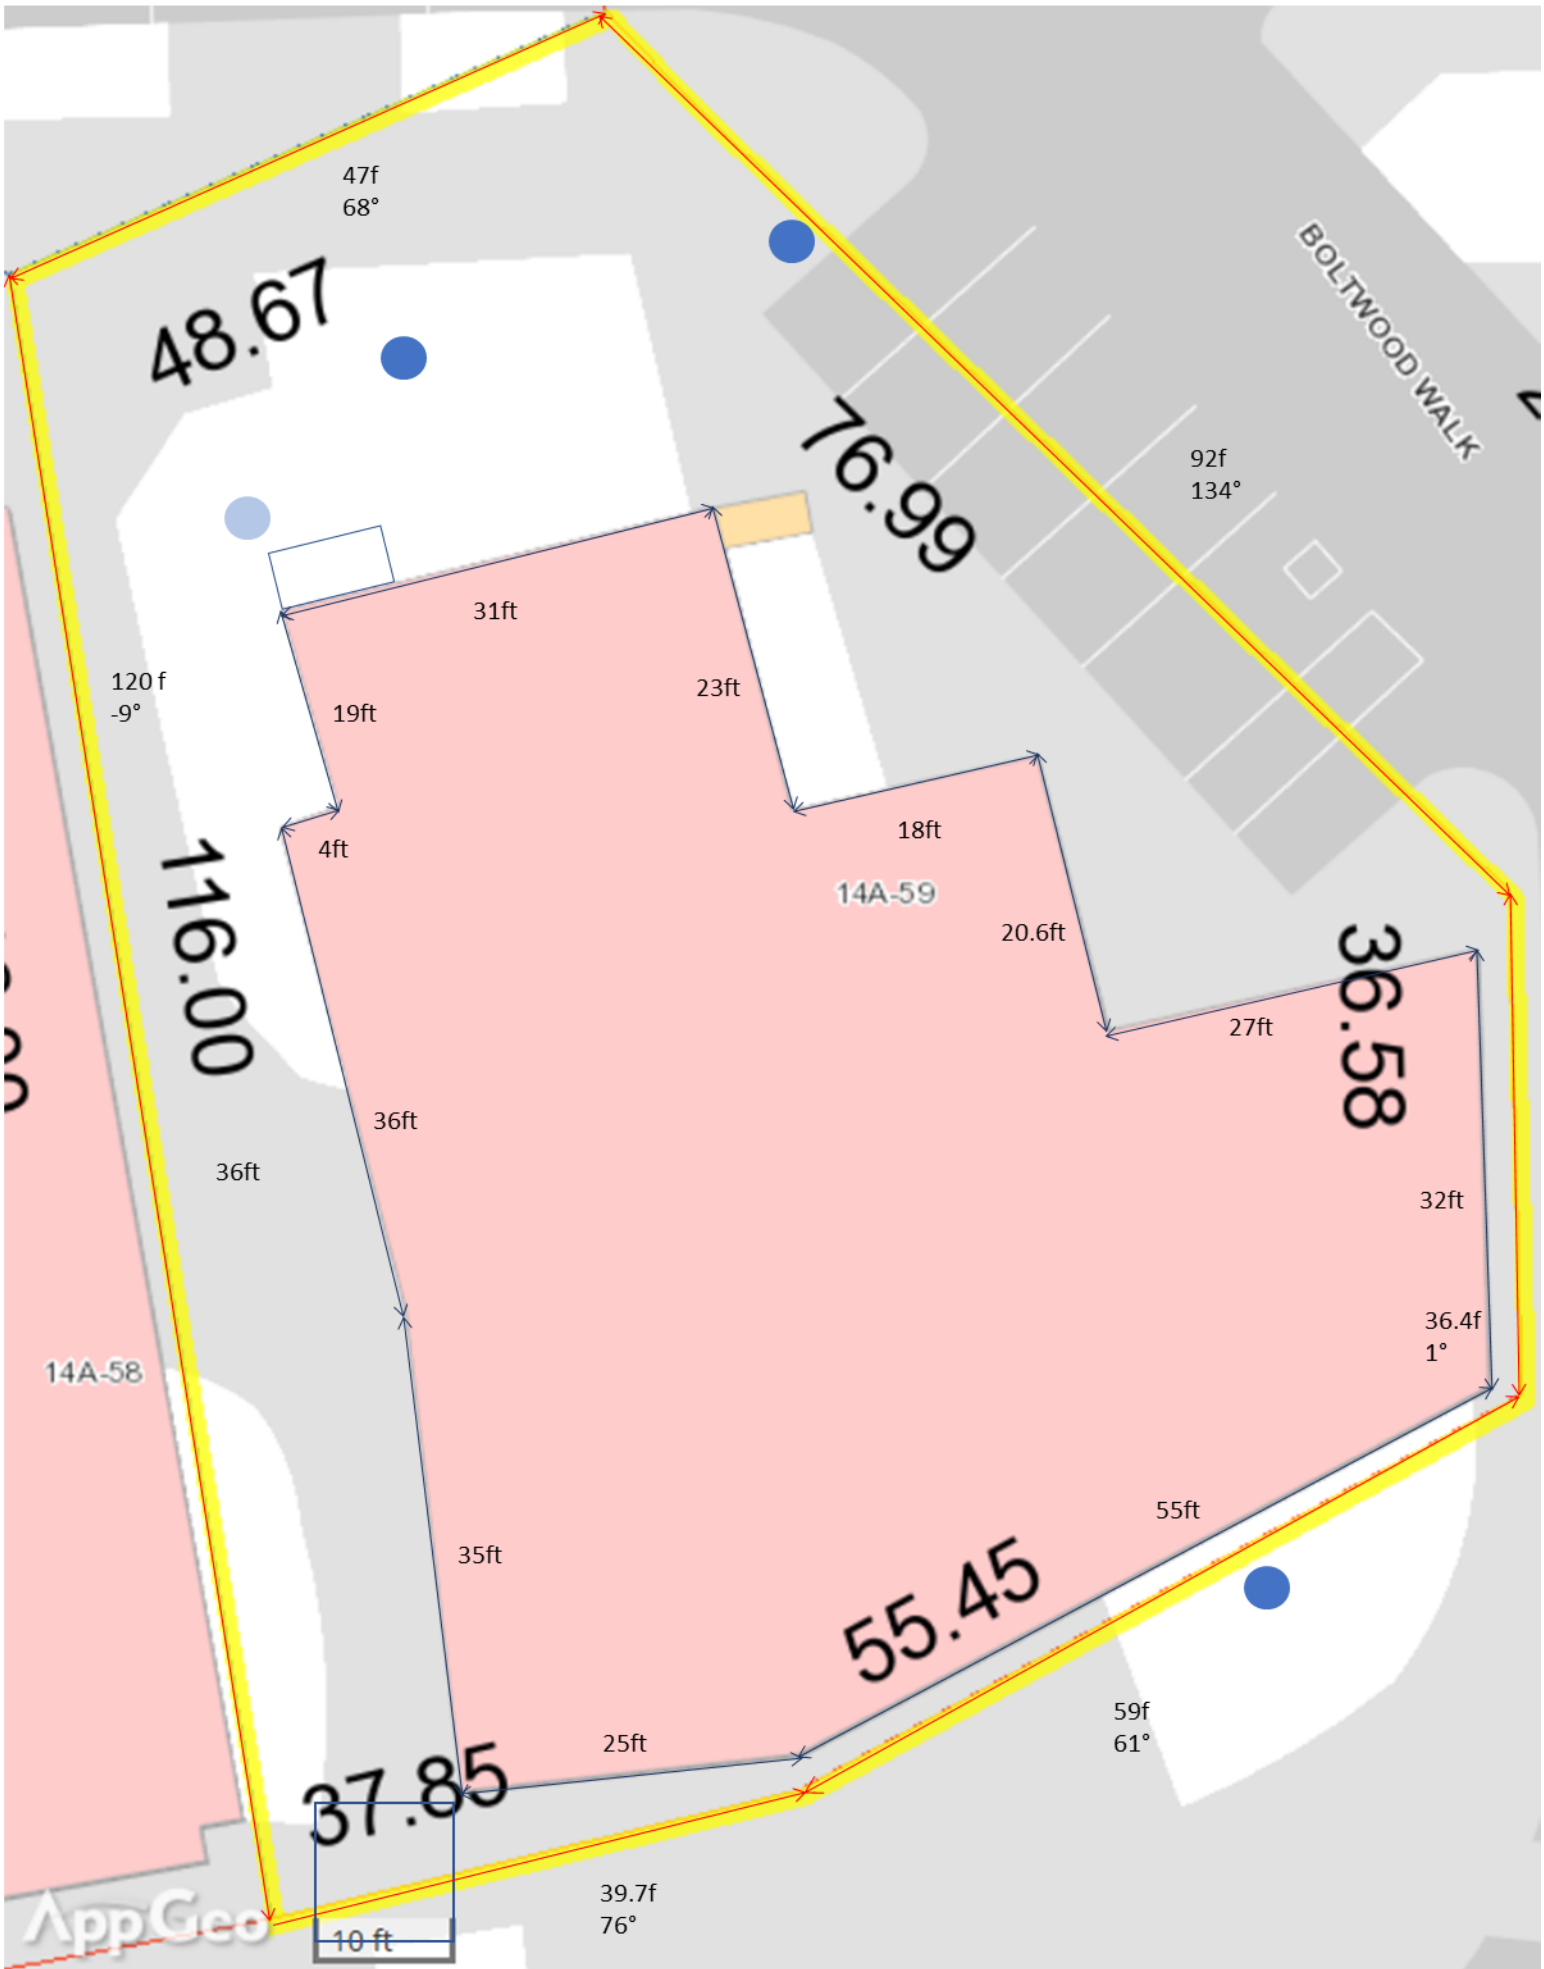 47f
68°
48.67
BOLTWOOD WALK
76.99
92f
134°
31ft
120 f
-9°
23ft
19ft
18ft
4ft
14A-59
116.00
20.6ft
36.58
27ft
36ft
36ft
32ft
36.4f
1°
14A-58
55ft
35ft
55.45
59f
61°
25ft
37.85
39.7f
76°
AppGeo
10 ft